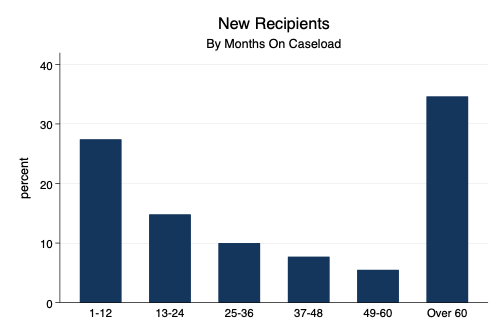 New Recipients
By Months On Caseload
percent
40
30
20
10
0
1-12 13-24 25-36 37-48 49-60 Over 60